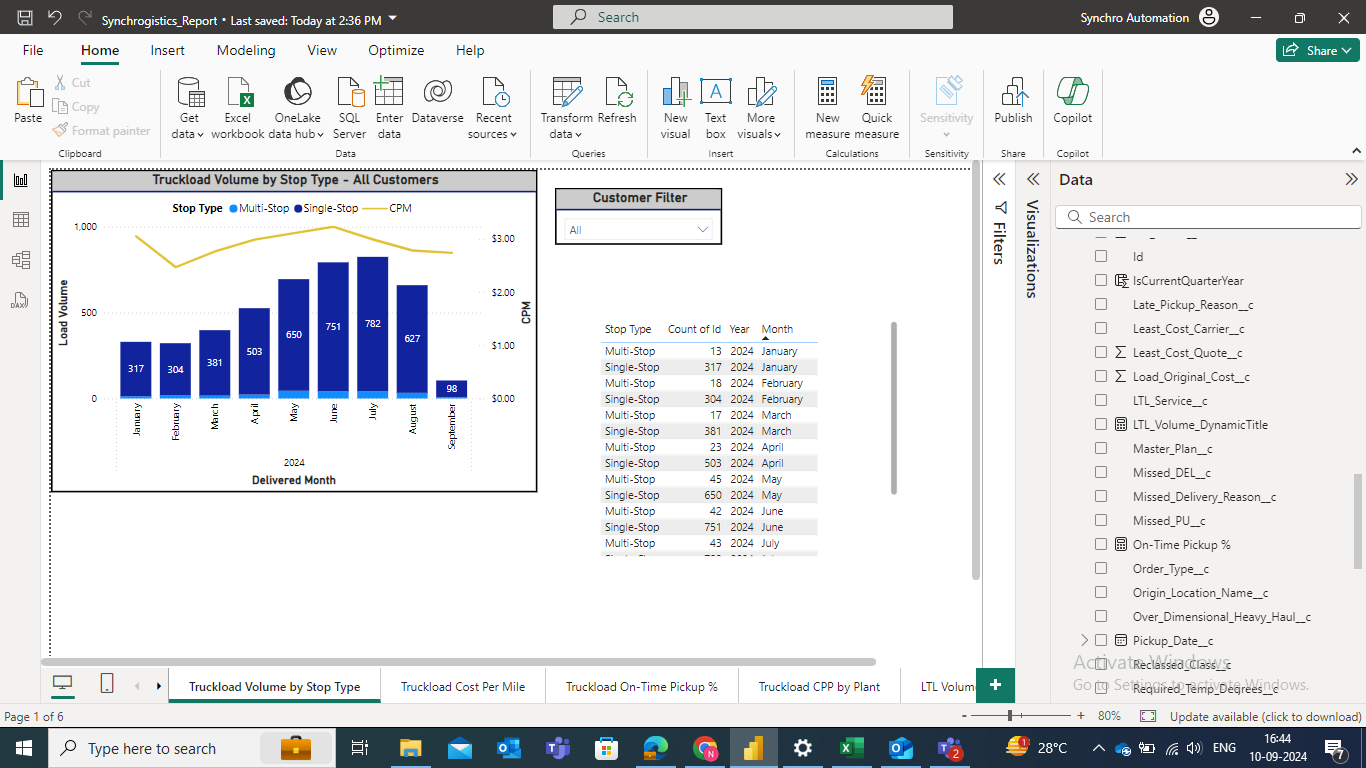 Synchrogistics_Report • Last saved: Today at 2:36 PM
Search
Synchro Automation
File Home Insert Modeling View Optimize Help
Share
Paste
Cut
Copy
Format painter
Clipboard
Get data
Excel workbook
OneLake data hub
SQL Server
Enter data
Dataverse
Recent sources
Data
Transform data
Refresh
Queries
New visual
Text box
More visuals
Insert
New measure
Quick measure
Calculations
Sensitivity
Sensitivity
Publish
Share
Copilot
Copilot
Truckload Volume by Stop Type - All Customers
Stop Type Multi-Stop Single-Stop CPM
Load Volume
1,000
500
0
317 304 381 503 650 751 782 627 98
$3.00
$2.00
$1.00
$0.00
CPM
January February March April May June July August September
2024
Delivered Month
Customer Filter
All
Stop Type Count of Id Year Month
Multi-Stop 13 2024 January
Single-Stop 317 2024 January
Multi-Stop 18 2024 February
Single-Stop 304 2024 February
Multi-Stop 17 2024 March
Single-Stop 381 2024 March
Multi-Stop 23 2024 April
Single-Stop 503 2024 April
Multi-Stop 45 2024 May
Single-Stop 650 2024 May
Multi-Stop 42 2024 June
Single-Stop 751 2024 June
Multi-Stop 43 2024 July
Filters
Visualizations
Data
Search
Id
IsCurrentQuarterYear
Late_Pickup_Reason__c
Least_Cost_Carrier__c
Least_Cost_Quote__c
Load_Original_Cost__c
LTL_Service__c
LTL_Volume_DynamicTitle
Master_Plan__c
Missed_DEL__c
Missed_Delivery_Reason__c
Missed_PU__c
On-Time Pickup %
Order_Type__c
Origin_Location_Name__c
Over_Dimensional_Heavy_Haul__c
Pickup_Date__c
Reclassed_Class__c
Required_Temp_Degrees__c
Activate Windows
Go to Settings to activate Windows.
Truckload Volume by Stop Type
Truckload Cost Per Mile
Truckload On-Time Pickup %
Truckload CPP by Plant
LTL Volum
Page 1 of 6
- + 80%
Update available (click to download)
Type here to search
28°C
ENG
16:44
10-09-2024